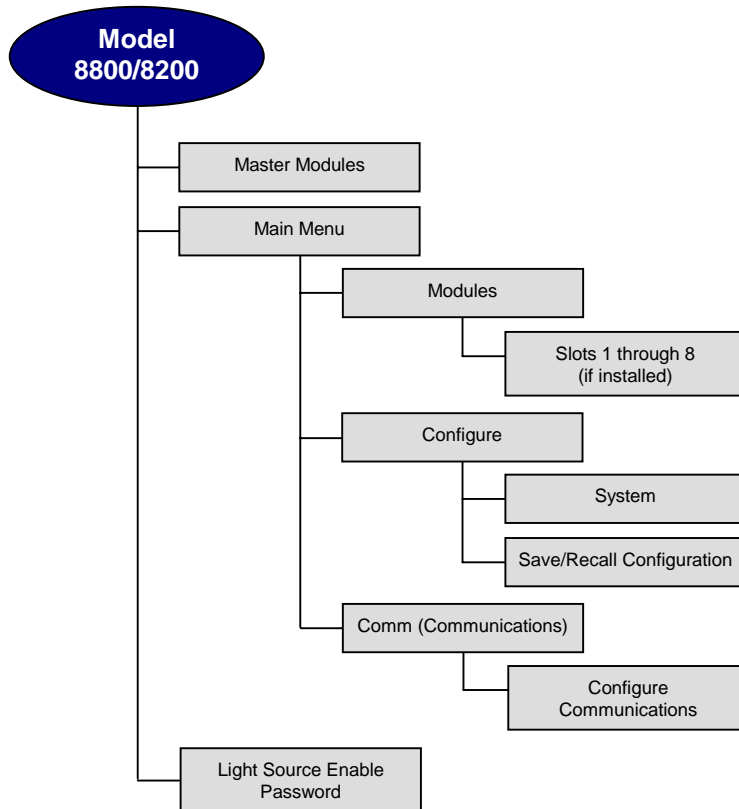 Model
8800/8200
Master Modules
Main Menu
Modules
Slots 1 through 8
(if installed)
Configure
System
Save/Recall Configuration
Comm (Communications)
Configure
Communications
Light Source Enable
Password